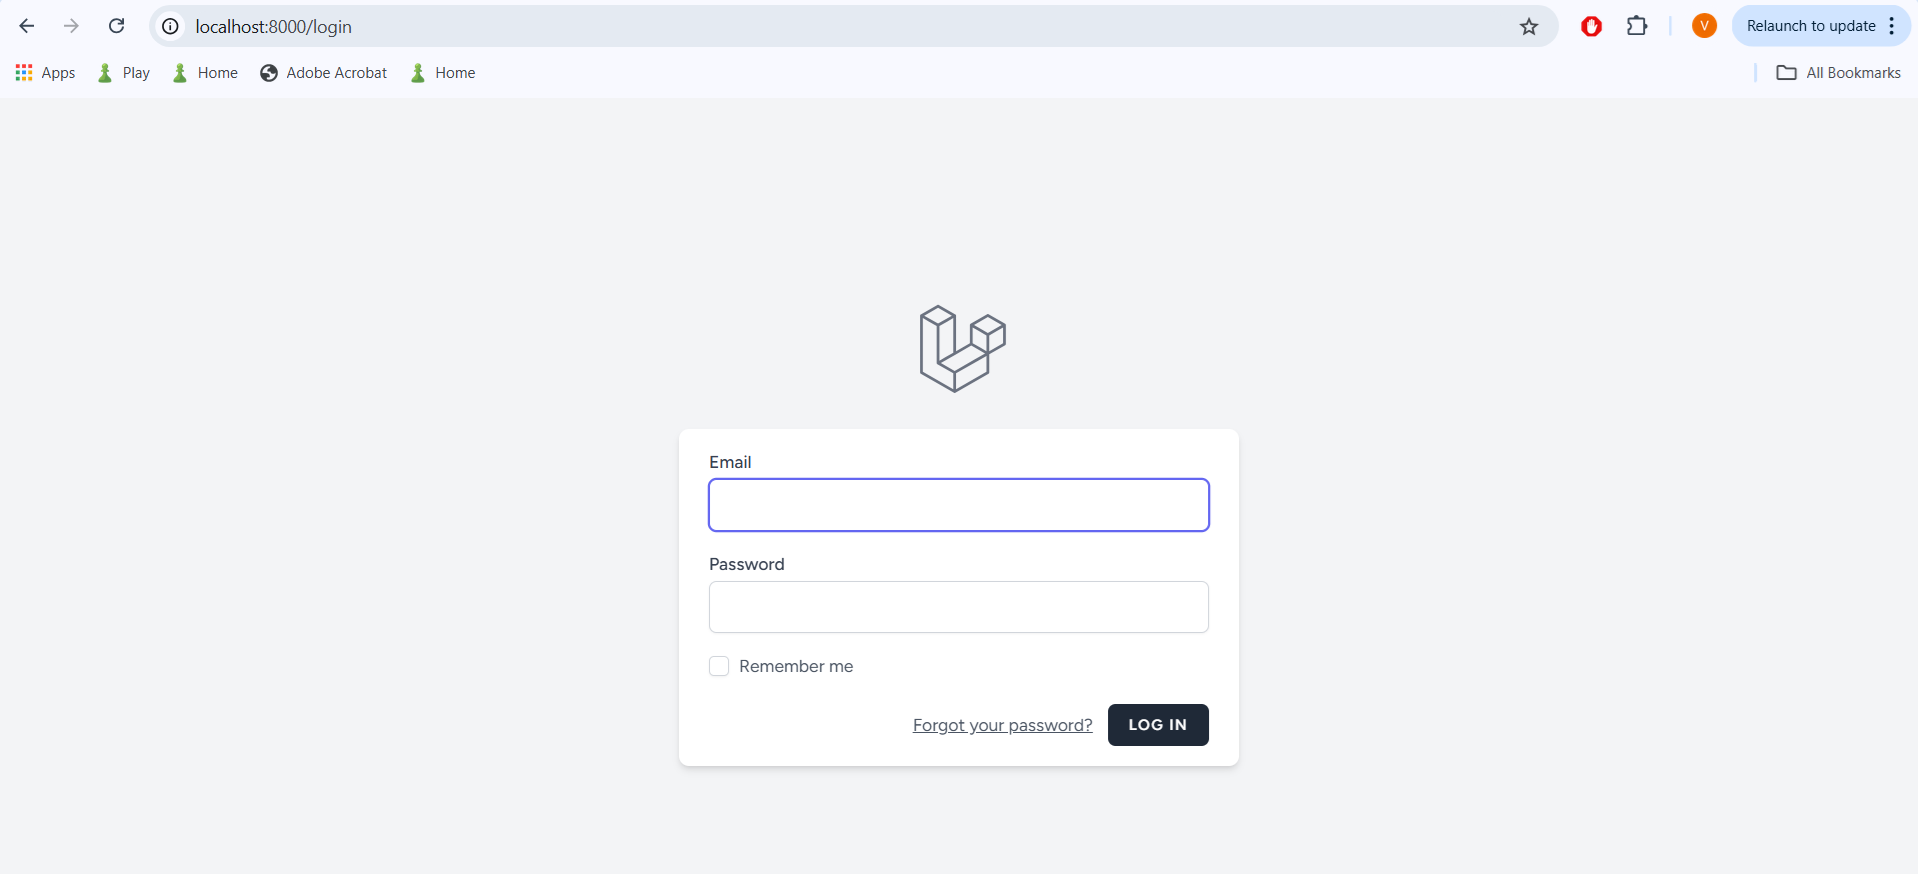 localhost:8000/login
V
Relaunch to update
Apps
Play
Home
Adobe Acrobat
Home
All Bookmarks
Email
Password
Remember me
Forgot your password?
LOG IN